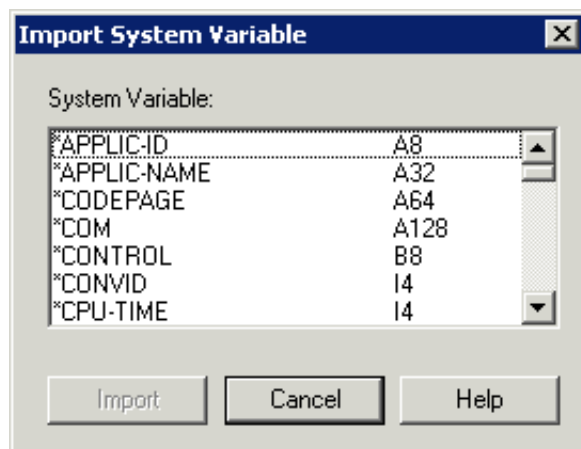 Import System Variable
System Variable:
*APPLIC-ID A8
*APPLIC-NAME A32
*CODEPAGE A64
*COM A128
*CONTROL B8
*CONVID I4
*CPU-TIME I4
Import Cancel Help